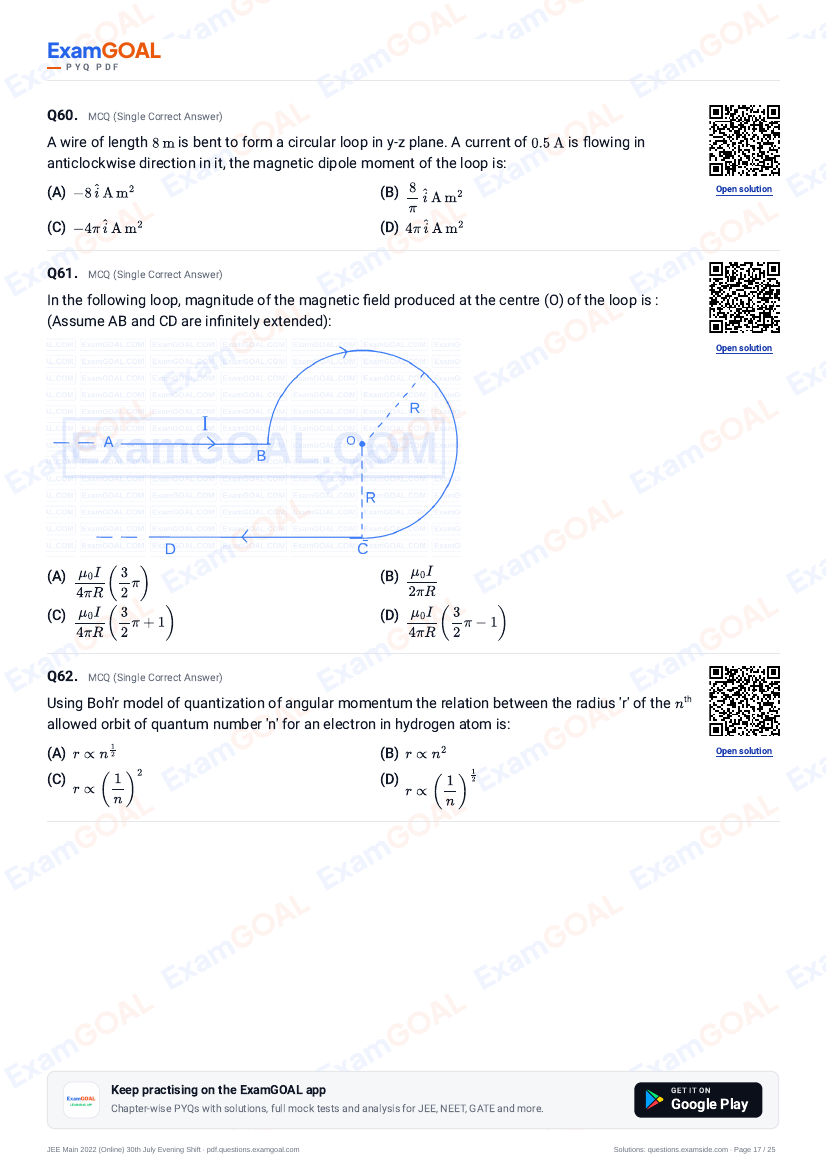 ExamGOAL
PYQ PDF
Q60. MCQ (Single Correct Answer)
A wire of length 8 m is bent to form a circular loop in y-z plane. A current of 0.5 A is flowing in
anticlockwise direction in it, the magnetic dipole moment of the loop is:
(A) −8 î A m² (B) 8/π î A m²
(C) −4π î A m² (D) 4π î A m²
Open solution
Q61. MCQ (Single Correct Answer)
In the following loop, magnitude of the magnetic field produced at the centre (O) of the loop is :
(Assume AB and CD are infinitely extended):
Open solution
I
R
A
B
O
R
D
C
ExamGOAL.COM
(A) μ₀I/4πR (3/2 π) (B) μ₀I/2πR
(C) μ₀I/4πR (3/2 π + 1) (D) μ₀I/4πR (3/2 π − 1)
Q62. MCQ (Single Correct Answer)
Using Boh'r model of quantization of angular momentum the relation between the radius 'r' of the nᵗʰ
allowed orbit of quantum number 'n' for an electron in hydrogen atom is:
Open solution
(A) r ∝ n^(1/2) (B) r ∝ n²
(C) r ∝ (1/n)² (D) r ∝ (1/n)^(1/2)
Keep practising on the ExamGOAL app
Chapter-wise PYQs with solutions, full mock tests and analysis for JEE, NEET, GATE and more.
GET IT ON
Google Play
JEE Main 2022 (Online) 30th July Evening Shift · pdf.questions.examgoal.com
Solutions: questions.examside.com · Page 17 / 25